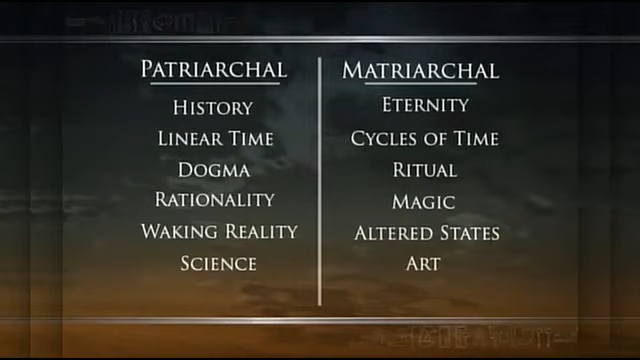 PATRIARCHAL
MATRIARCHAL
HISTORY
ETERNITY
LINEAR TIME
CYCLES OF TIME
DOGMA
RITUAL
RATIONALITY
MAGIC
WAKING REALITY
ALTERED STATES
SCIENCE
ART